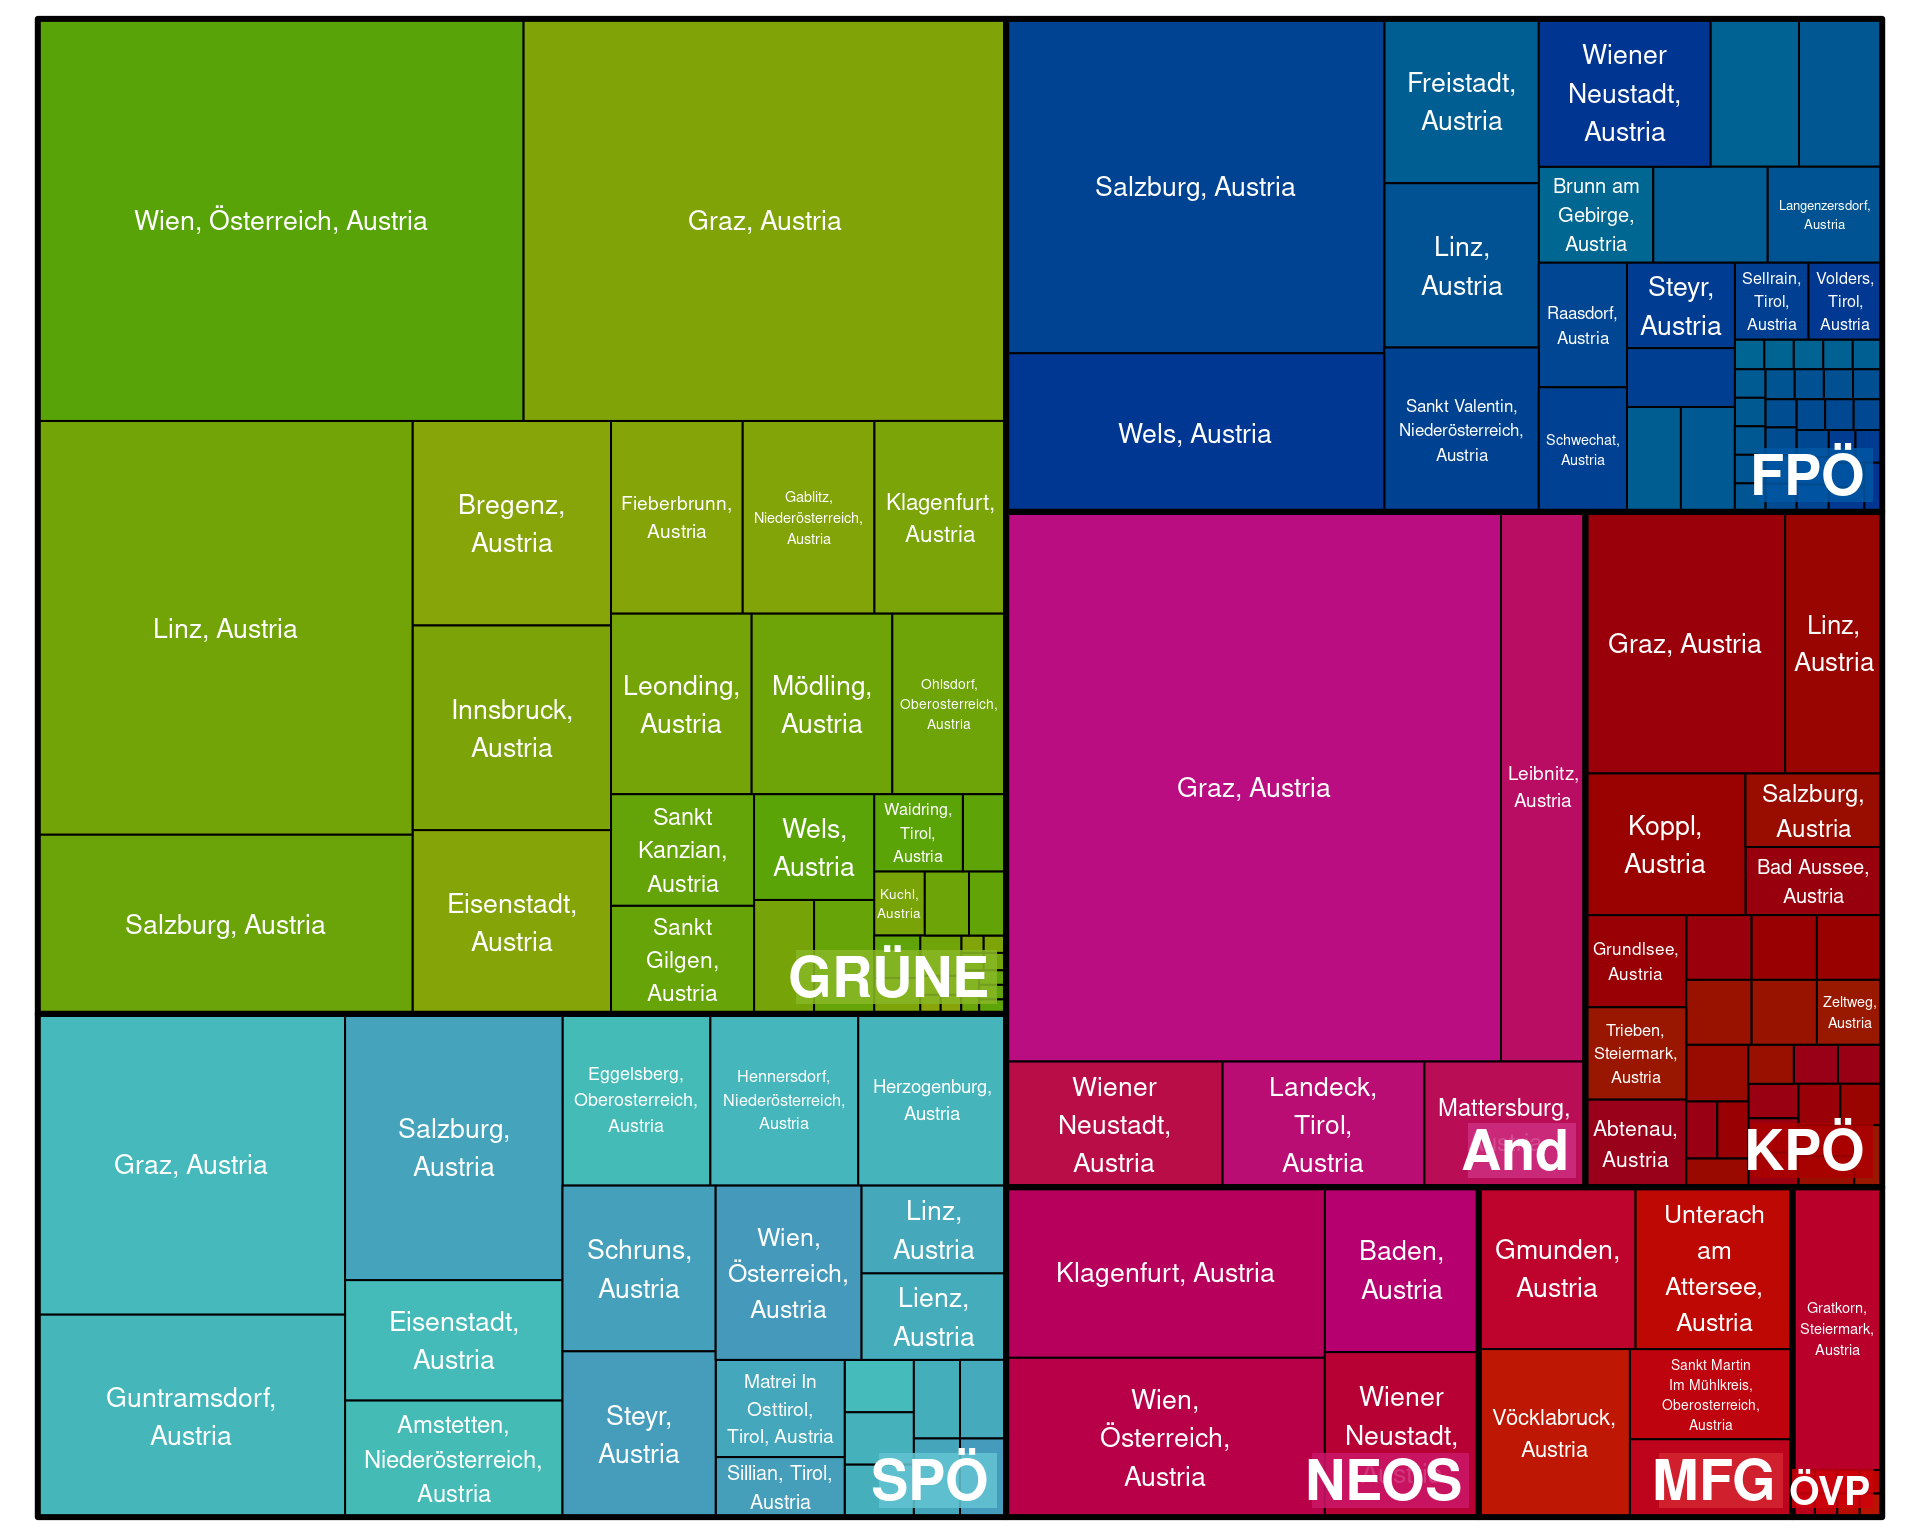 Wien, Österreich, Austria
Graz, Austria
Linz, Austria
Salzburg, Austria
Bregenz,
Austria
Innsbruck,
Austria
Eisenstadt,
Austria
Fieberbrunn,
Austria
Gablitz,
Niederösterreich,
Austria
Klagenfurt,
Austria
Leonding,
Austria
Mödling,
Austria
Ohlsdorf,
Oberosterreich,
Austria
Sankt
Kanzian,
Austria
Sankt
Gilgen,
Austria
Wels,
Austria
Waidring,
Tirol,
Austria
Kuchl,
Austria
GRÜNE
Graz, Austria
Guntramsdorf,
Austria
Salzburg,
Austria
Eisenstadt,
Austria
Amstetten,
Niederösterreich,
Austria
Eggelsberg,
Oberosterreich,
Austria
Hennersdorf,
Niederösterreich,
Austria
Herzogenburg,
Austria
Schruns,
Austria
Steyr,
Austria
Wien,
Österreich,
Austria
Linz,
Austria
Lienz,
Austria
Matrei In
Osttirol,
Tirol, Austria
Sillian, Tirol,
Austria
SPÖ
Salzburg, Austria
Wels, Austria
Freistadt,
Austria
Linz,
Austria
Sankt Valentin,
Niederösterreich,
Austria
Wiener
Neustadt,
Austria
Brunn am
Gebirge,
Austria
Langenzersdorf,
Austria
Raasdorf,
Austria
Schwechat,
Austria
Steyr,
Austria
Sellrain,
Tirol,
Austria
Volders,
Tirol,
Austria
FPÖ
Graz, Austria
Leibnitz,
Austria
Wiener
Neustadt,
Austria
Landeck,
Tirol,
Austria
Mattersburg,
Austria
And
Graz, Austria
Linz,
Austria
Koppl,
Austria
Salzburg,
Austria
Bad Aussee,
Austria
Grundlsee,
Austria
Trieben,
Steiermark,
Austria
Abtenau,
Austria
Zeltweg,
Austria
KPÖ
Klagenfurt, Austria
Wien,
Österreich,
Austria
Baden,
Austria
Wiener
Neustadt,
Austria
NEOS
Gmunden,
Austria
Unterach
am
Attersee,
Austria
Vöcklabruck,
Austria
Sankt Martin
Im Mühlkreis,
Oberosterreich,
Austria
MFG
Gratkorn,
Steiermark,
Austria
ÖVP